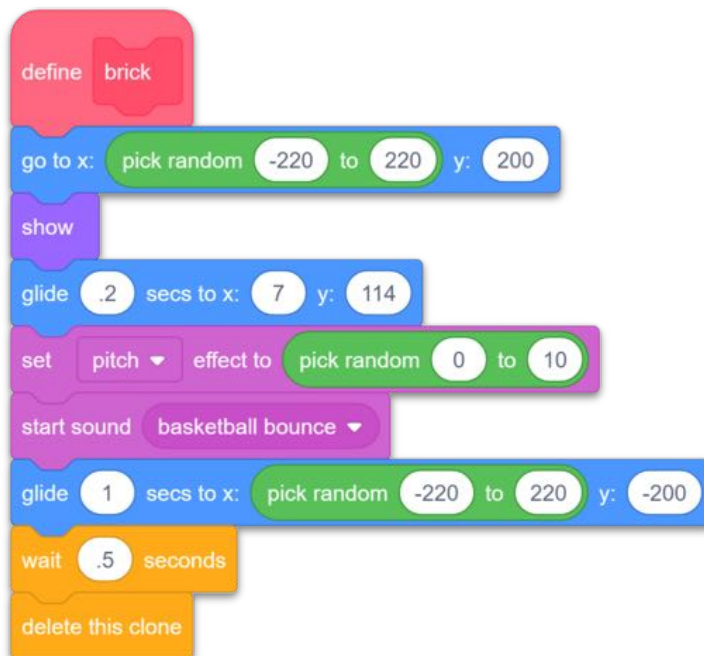 define brick
go to x: pick random -220 to 220 y: 200
show
glide .2 secs to x: 7 y: 114
set pitch effect to pick random 0 to 10
start sound basketball bounce
glide 1 secs to x: pick random -220 to 220 y: -200
wait .5 seconds
delete this clone